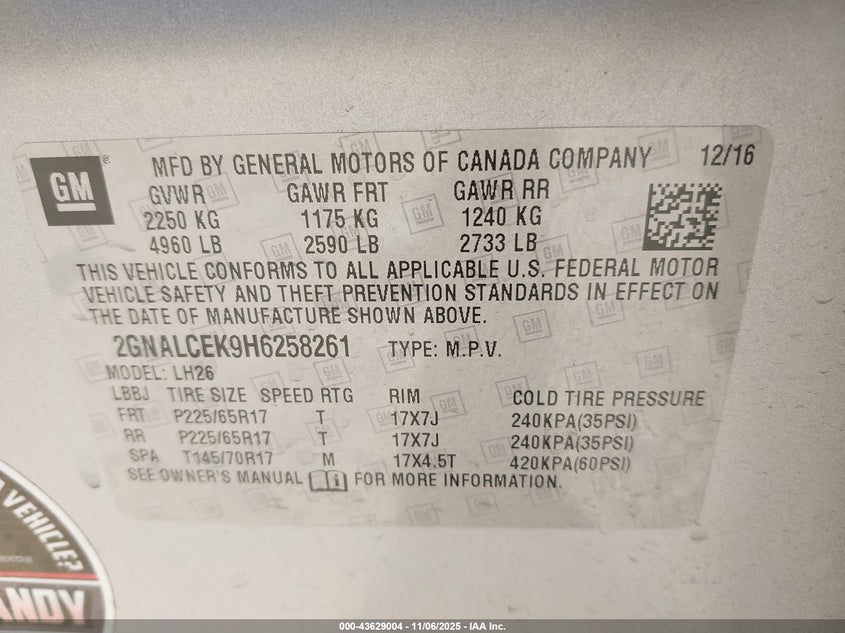 GM
MFD BY GENERAL MOTORS OF CANADA COMPANY 12/16
GVWR GAWR FRT GAWR RR
2250 KG 1175 KG 1240 KG
4960 LB 2590 LB 2733 LB
THIS VEHICLE CONFORMS TO ALL APPLICABLE U.S. FEDERAL MOTOR
VEHICLE SAFETY AND THEFT PREVENTION STANDARDS IN EFFECT ON
THE DATE OF MANUFACTURE SHOWN ABOVE.
2GNALCEK9H6258261 TYPE: M.P.V.
MODEL: LH26
LBBJ TIRE SIZE SPEED RTG RIM COLD TIRE PRESSURE
FRT P225/65R17 T 17X7J 240KPA(35PSI)
RR P225/65R17 T 17X7J 240KPA(35PSI)
SPA T145/70R17 M 17X4.5T 420KPA(60PSI)
SEE OWNER'S MANUAL FOR MORE INFORMATION.
A VEHICLE?
ANDY
000-43629004 - 11/06/2025 - IAA Inc.